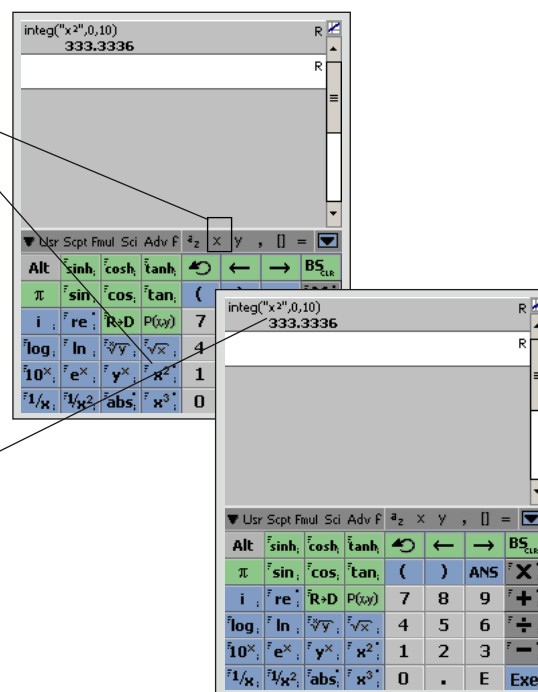 integ("x²",0,10) R
333.3336
R
▼ Usr Scpt Fmul Sci Adv F a z x y , [] =
Alt sinh cosh tanh ← → BS CLR
π sin cos tan (
i re R→D P(x,y) 7
log ln ˣ√y √x 4
10ˣ eˣ yˣ x² 1
1/x 1/x² abs x³ 0
integ("x²",0,10) R
333.3336
R
▼ Usr Scpt Fmul Sci Adv F a z x y , [] =
Alt sinh cosh tanh ← → BS CLR
π sin cos tan ( ) ANS X
i re R→D P(x,y) 7 8 9 +
log ln ˣ√y √x 4 5 6 ÷
10ˣ eˣ yˣ x² 1 2 3 −
1/x 1/x² abs x³ 0 . E Exe